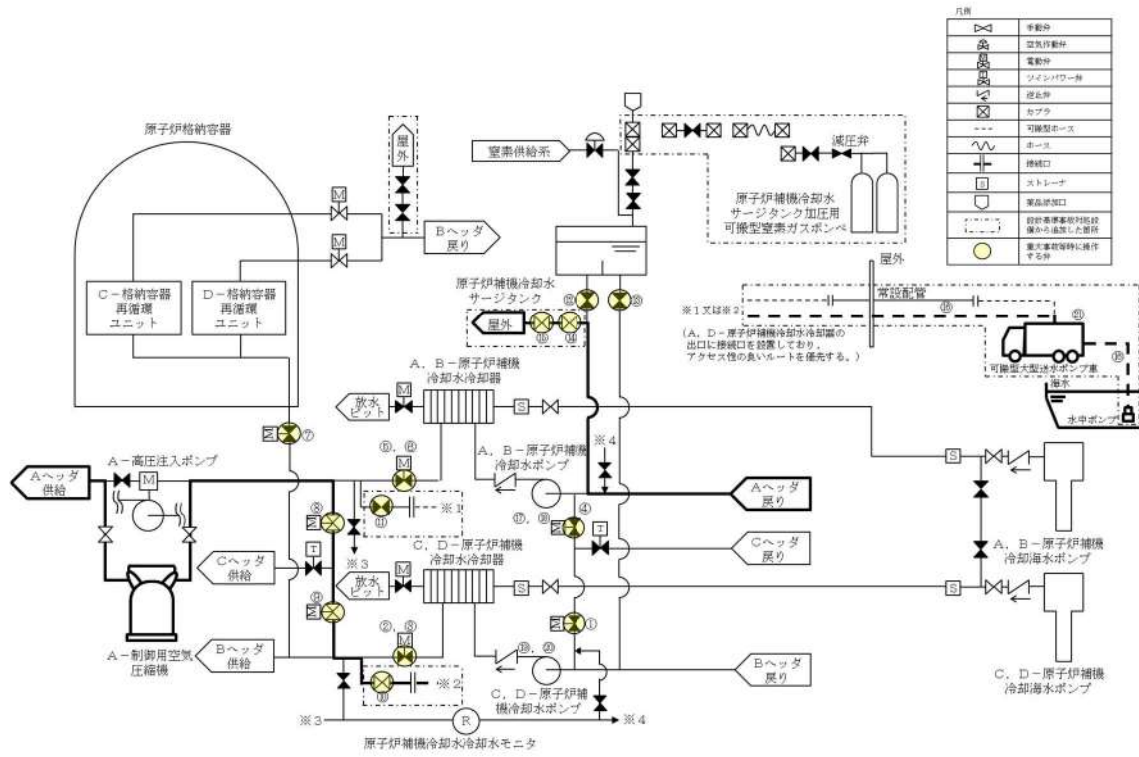 凡例
手動弁
空気作動弁
電動弁
M
T
ツインパワー弁
逆止弁
カプラ
可搬型ホース
ホース
接続口
S
ストレーナ
薬品添加口
設計基準事故対処設
備から追加した箇所
重大事故等時に操作
する弁
原子炉格納容器
屋外
M
M
Bヘッダ
戻り
C-格納容器
再循環
ユニット
D-格納容器
再循環
ユニット
窒素供給系
減圧弁
原子炉補機冷却水
サージタンク加圧用
可搬型窒素ガスボンベ
原子炉補機冷却水
サージタンク
⑫
⑬
屋外
⑮
⑭
屋外
常設配管
※1又は※2
⑯
㉑
(A,D-原子炉補機冷却水冷却器の
出口に接続口を設置しており、
アクセス性の良いルートを優先する。)
可搬型大型送水ポンプ車
海水
水中ポンプ
A,B-原子炉補機
冷却水冷却器
放水
ピット
M
S
M
⑦
A-高圧注入ポンプ
Aヘッダ
供給
M
⑤,⑥
M
A,B-原子炉補機
冷却水ポンプ
※4
S
⑪
※1
Aヘッダ
戻り
M
⑧
④
M
T
※3
C,D-原子炉補機
冷却水冷却器
T
Cヘッダ
戻り
Cヘッダ
供給
放水
ピット
M
S
S
A,B-原子炉補機
冷却海水ポンプ
M
⑨
M
①
②,③
M
⑲,⑳
A-制御用空気
圧縮機
Bヘッダ
供給
⑩
※2
C,D-原子炉補
機冷却水ポンプ
Bヘッダ
戻り
C,D-原子炉補機
冷却海水ポンプ
※3
R
※4
原子炉補機冷却水冷却水モニタ